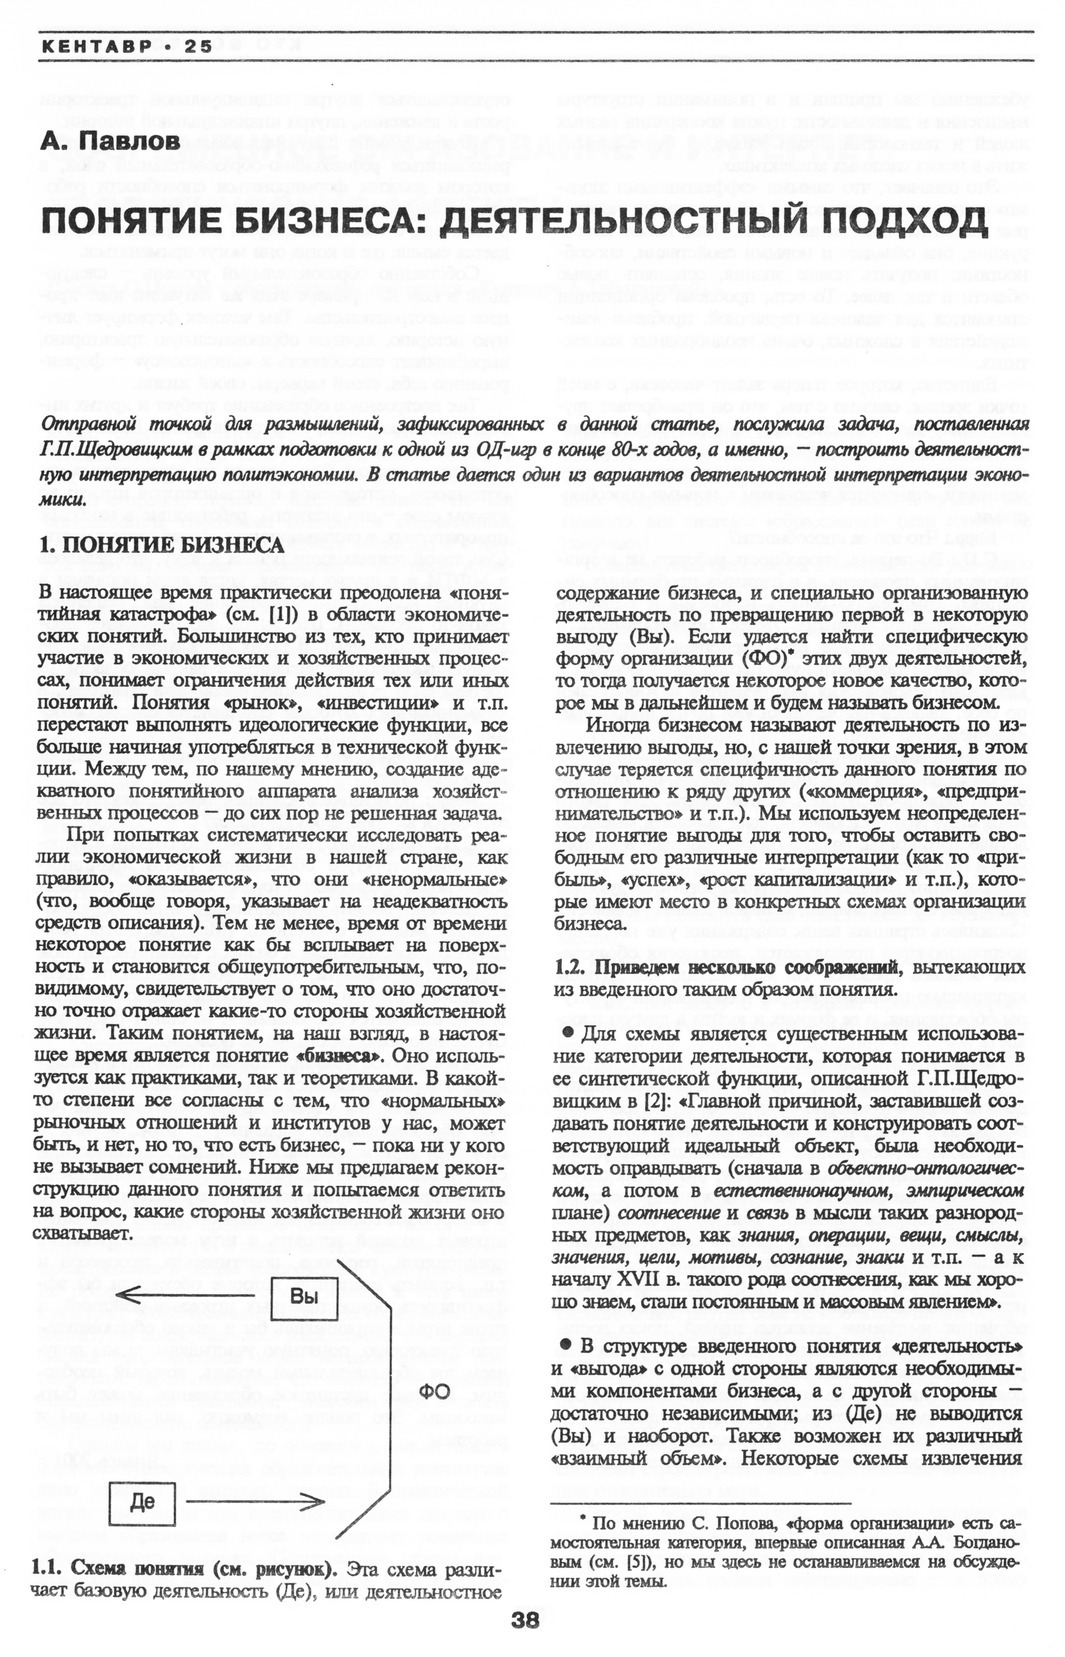 КЕНТАВР • 25
А. Павлов
ПОНЯТИЕ БИЗНЕСА: ДЕЯТЕЛЬНОСТНЫЙ ПОДХОД
Отправной точкой для размышлений, зафиксированных в данной статье, послужила задача, поставленная
Г.П.Щедровицким в рамках подготовки к одной из ОД-игр в конце 80-х годов, а именно, — построить деятельност-
ную интерпретацию политэкономии. В статье дается один из вариантов деятельностной интерпретации эконо-
мики.
1. ПОНЯТИЕ БИЗНЕСА
В настоящее время практически преодолена «поня-
тийная катастрофа» (см. [1]) в области экономиче-
ских понятий. Большинство из тех, кто принимает
участие в экономических и хозяйственных процес-
сах, понимает ограничения действия тех или иных
понятий. Понятия «рынок», «инвестиции» и т.п.
перестают выполнять идеологические функции, все
больше начиная употребляться в технической функ-
ции. Между тем, по нашему мнению, создание аде-
кватного понятийного аппарата анализа хозяйст-
венных процессов — до сих пор не решенная задача.
При попытках систематически исследовать реа-
лии экономической жизни в нашей стране, как
правило, «оказывается», что они «ненормальные»
(что, вообще говоря, указывает на неадекватность
средств описания). Тем не менее, время от времени
некоторое понятие как бы всплывает на поверх-
ность и становится общеупотребительным, что, по-
видимому, свидетельствует о том, что оно достаточ-
но точно отражает какие-то стороны хозяйственной
жизни. Таким понятием, на наш взгляд, в настоя-
щее время является понятие «бизнеса». Оно исполь-
зуется как практиками, так и теоретиками. В какой-
то степени все согласны с тем, что «нормальных»
рыночных отношений и институтов у нас, может
быть, и нет, но то, что есть бизнес, — пока ни у кого
не вызывает сомнений. Ниже мы предлагаем рекон-
струкцию данного понятия и попытаемся ответить
на вопрос, какие стороны хозяйственной жизни оно
схватывает.
Вы
ФО
Де
1.1. Схема понятия (см. рисунок). Эта схема разли-
чает базовую деятельность (Де), или деятельностное
содержание бизнеса, и специально организованную
деятельность по превращению первой в некоторую
выгоду (Вы). Если удается найти специфическую
форму организации (ФО)* этих двух деятельностей,
то тогда получается некоторое новое качество, кото-
рое мы в дальнейшем и будем называть бизнесом.
Иногда бизнесом называют деятельность по из-
влечению выгоды, но, с нашей точки зрения, в этом
случае теряется специфичность данного понятия по
отношению к ряду других («коммерция», «предпри-
нимательство» и т.п.). Мы используем неопределен-
ное понятие выгоды для того, чтобы оставить сво-
бодным его различные интерпретации (как то «при-
быль», «успех», «рост капитализации» и т.п.), кото-
рые имеют место в конкретных схемах организации
бизнеса.
1.2. Приведем несколько соображений, вытекающих
из введенного таким образом понятия.
• Для схемы является существенным использова-
ние категории деятельности, которая понимается в
ее синтетической функции, описанной Г.П.Щедро-
вицким в [2]: «Главной причиной, заставившей соз-
давать понятие деятельности и конструировать соот-
ветствующий идеальный объект, была необходи-
мость оправдывать (сначала в объектно-онтологичес-
ком, а потом в естественнонаучном, эмпирическом
плане) соотнесение и связь в мысли таких разнород-
ных предметов, как знания, операции, вещи, смыслы,
значения, цели, мотивы, сознание, знаки и т.п. — а к
началу XVII в. такого рода соотнесения, как мы хоро-
шо знаем, стали постоянным и массовым явлением».
• В структуре введенного понятия «деятельность»
и «выгода» с одной стороны являются необходимы-
ми компонентами бизнеса, а с другой стороны —
достаточно независимыми; из (Де) не выводится
(Вы) и наоборот. Также возможен их различный
«взаимный объем». Некоторые схемы извлечения
* По мнению С. Попова, «форма организации» есть са-
мостоятельная категория, впервые описанная А.А. Богдано-
вым (см. [5]), но мы здесь не останавливаемся на обсужде-
нии этой темы.
38